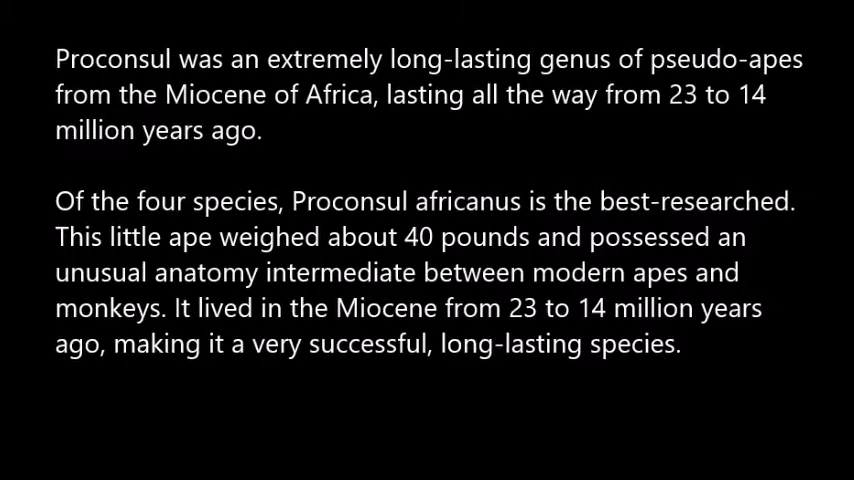 Proconsul was an extremely long-lasting genus of pseudo-apes
from the Miocene of Africa, lasting all the way from 23 to 14
million years ago.
Of the four species, Proconsul africanus is the best-researched.
This little ape weighed about 40 pounds and possessed an
unusual anatomy intermediate between modern apes and
monkeys. It lived in the Miocene from 23 to 14 million years
ago, making it a very successful, long-lasting species.